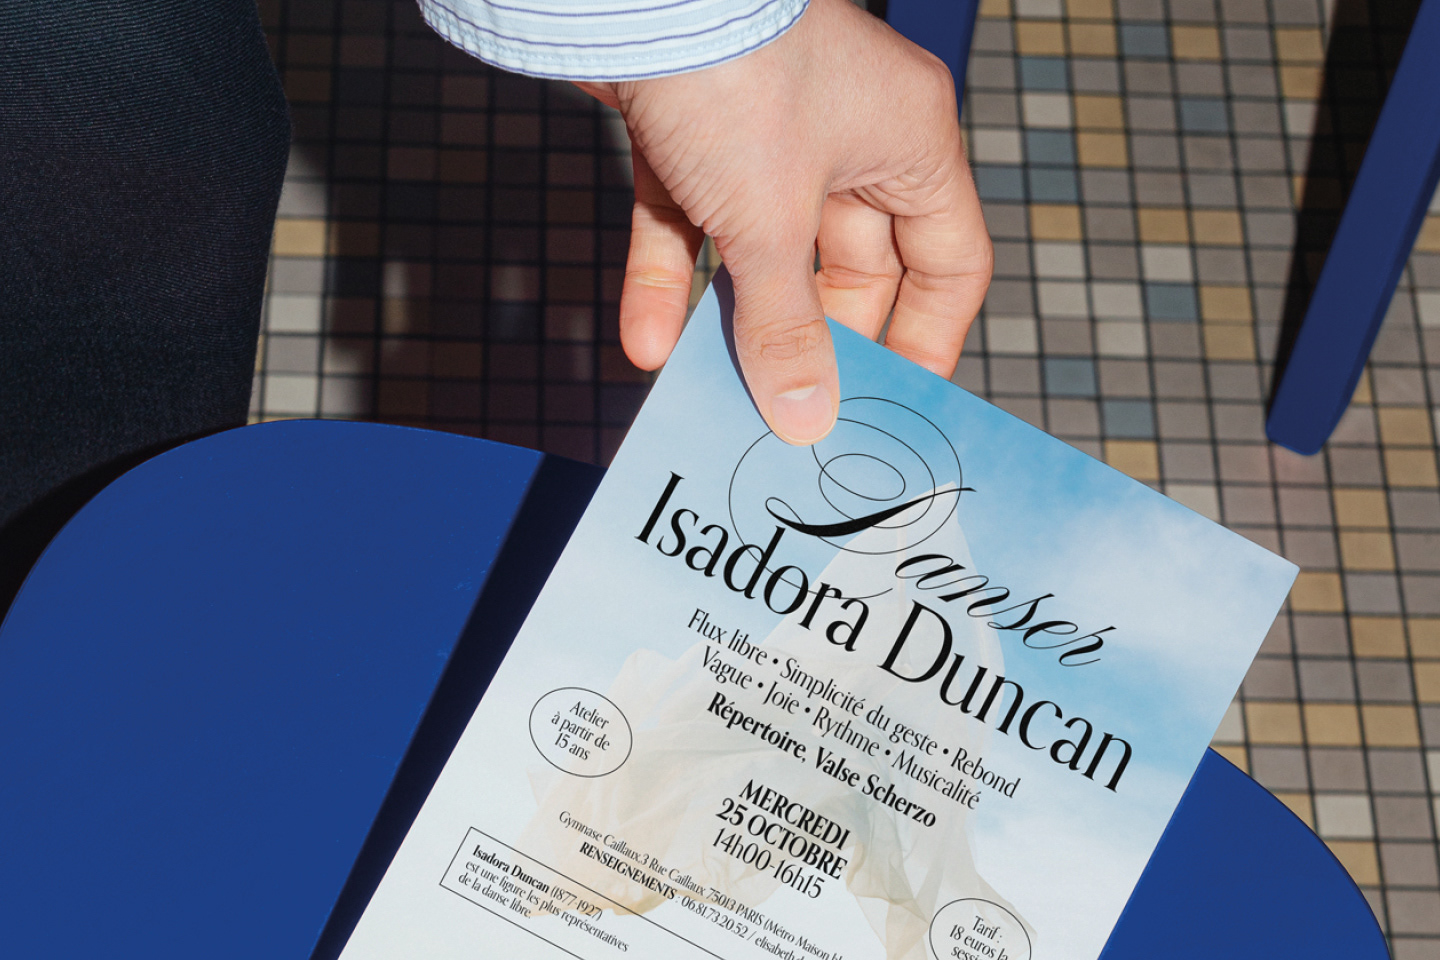 Danser
Isadora Duncan
Flux libre • Simplicité du geste • Rebond
Vague • Joie • Rythme • Musicalité
Répertoire, Valse Scherzo
Atelier
à partir de
15 ans
MERCREDI
25 OCTOBRE
14h00-16h15
Gymnase Caillaux.3 Rue Caillaux 75013 PARIS (Métro Maison
RENSEIGNEMENTS : 06.81.73.20.52 / elisabeth
Isadora Duncan (1877-1927)
est une figure les plus représentatives
de la danse libre.
Tarif :
18 euros la